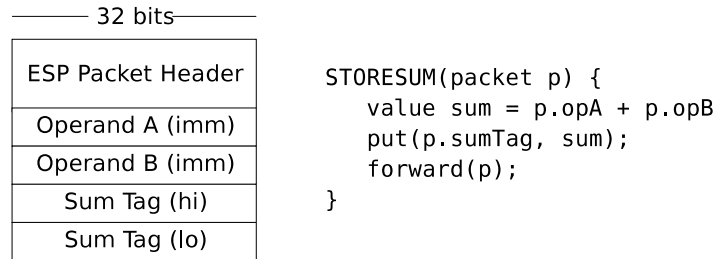 32 bits
ESP Packet Header
Operand A (imm)
Operand B (imm)
Sum Tag (hi)
Sum Tag (lo)
STORESUM(packet p) {
value sum = p.opA + p.opB
put(p.sumTag, sum);
forward(p);
}